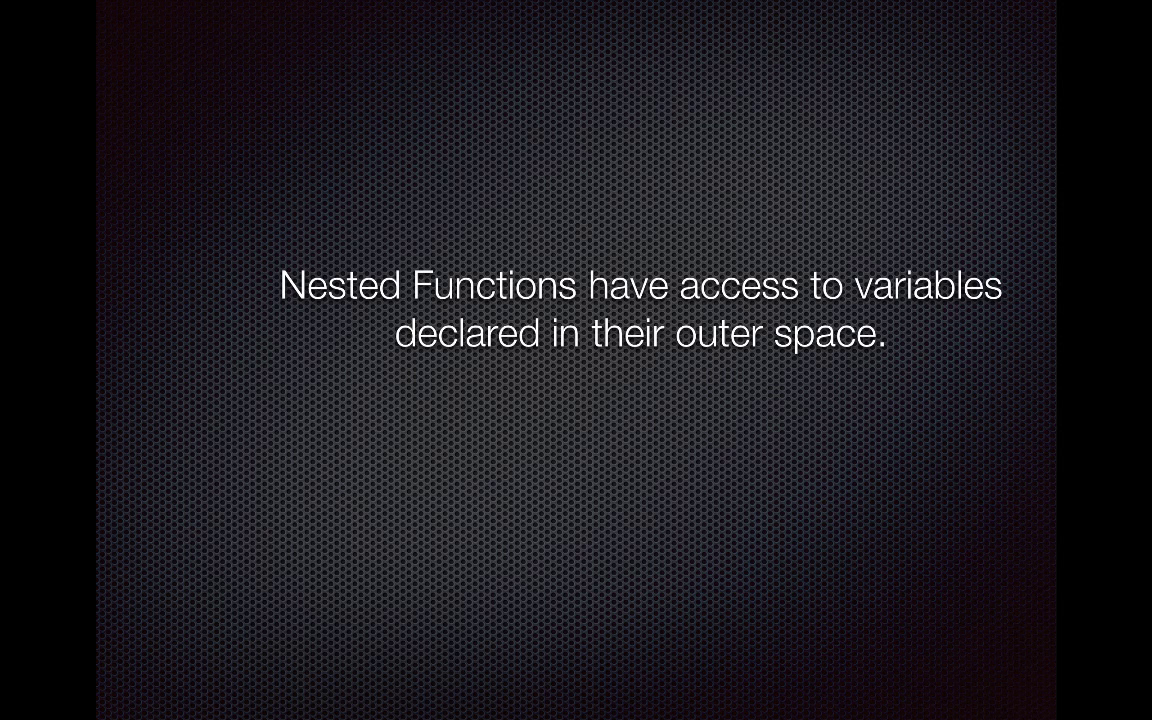 Nested Functions have access to variables
declared in their outer space.